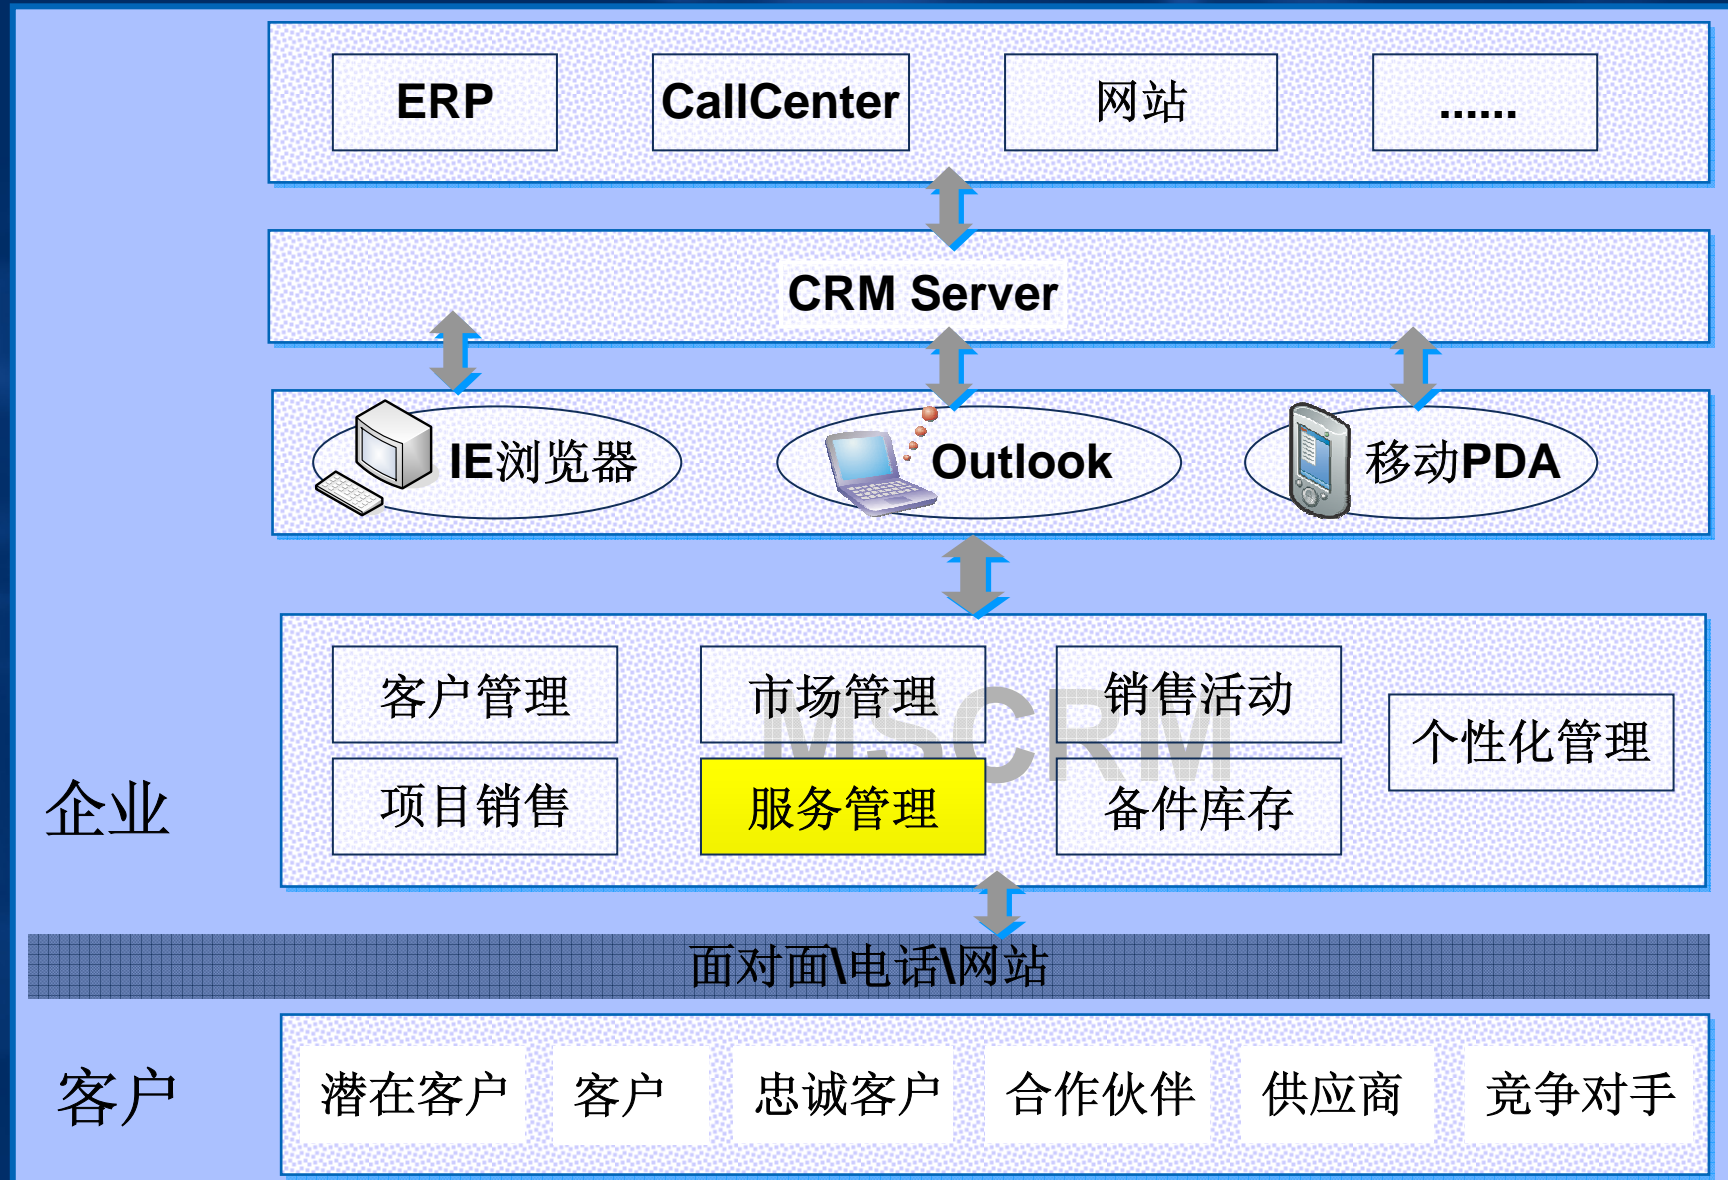 ERP
CallCenter
网站
......
CRM Server
IE浏览器
Outlook
移动PDA
MSCRM
客户管理
市场管理
销售活动
个性化管理
项目销售
服务管理
备件库存
企业
面对面\电话\网站
客户
潜在客户
客户
忠诚客户
合作伙伴
供应商
竞争对手